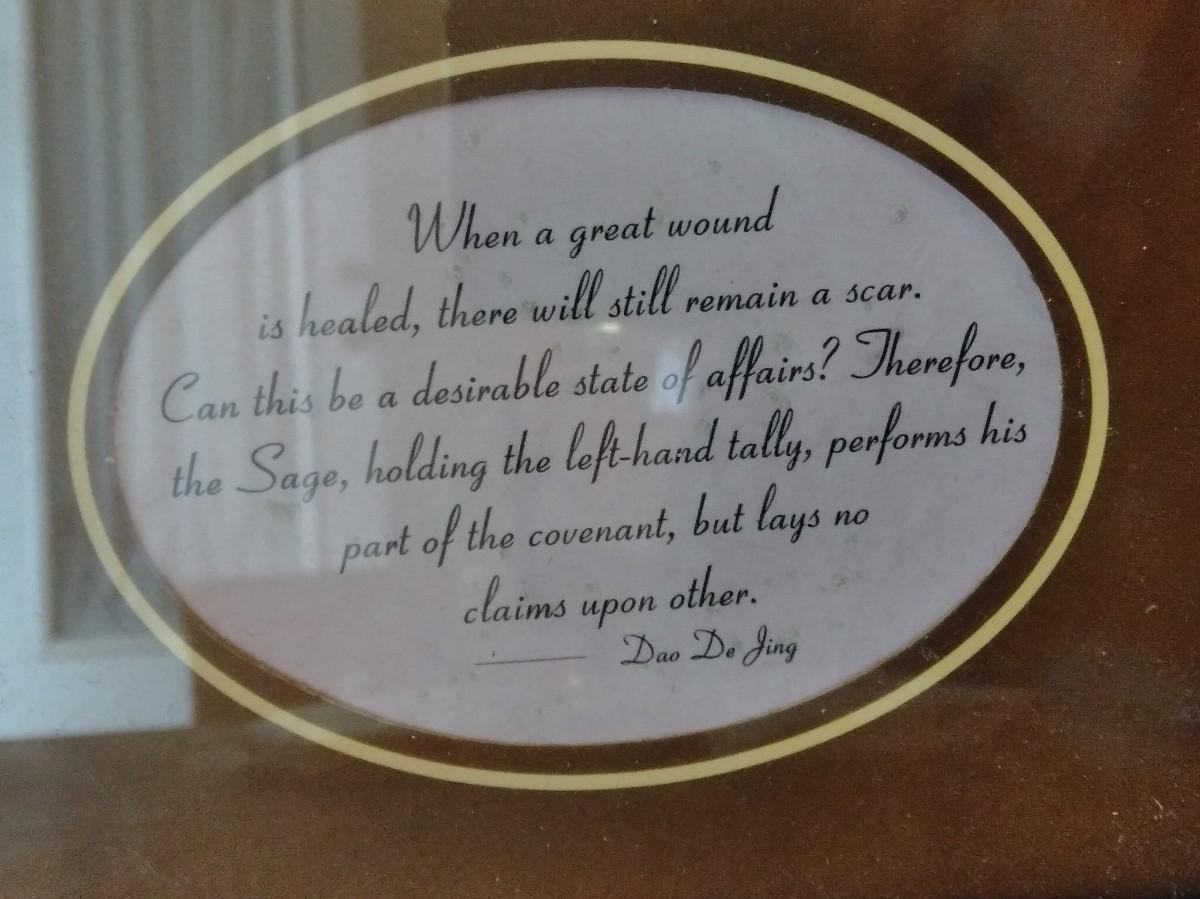 When a great wound
is healed, there will still remain a scar.
Can this be a desirable state of affairs? Therefore,
the Sage, holding the left-hand tally, performs his
part of the covenant, but lays no
claims upon other.
Dao De Jing